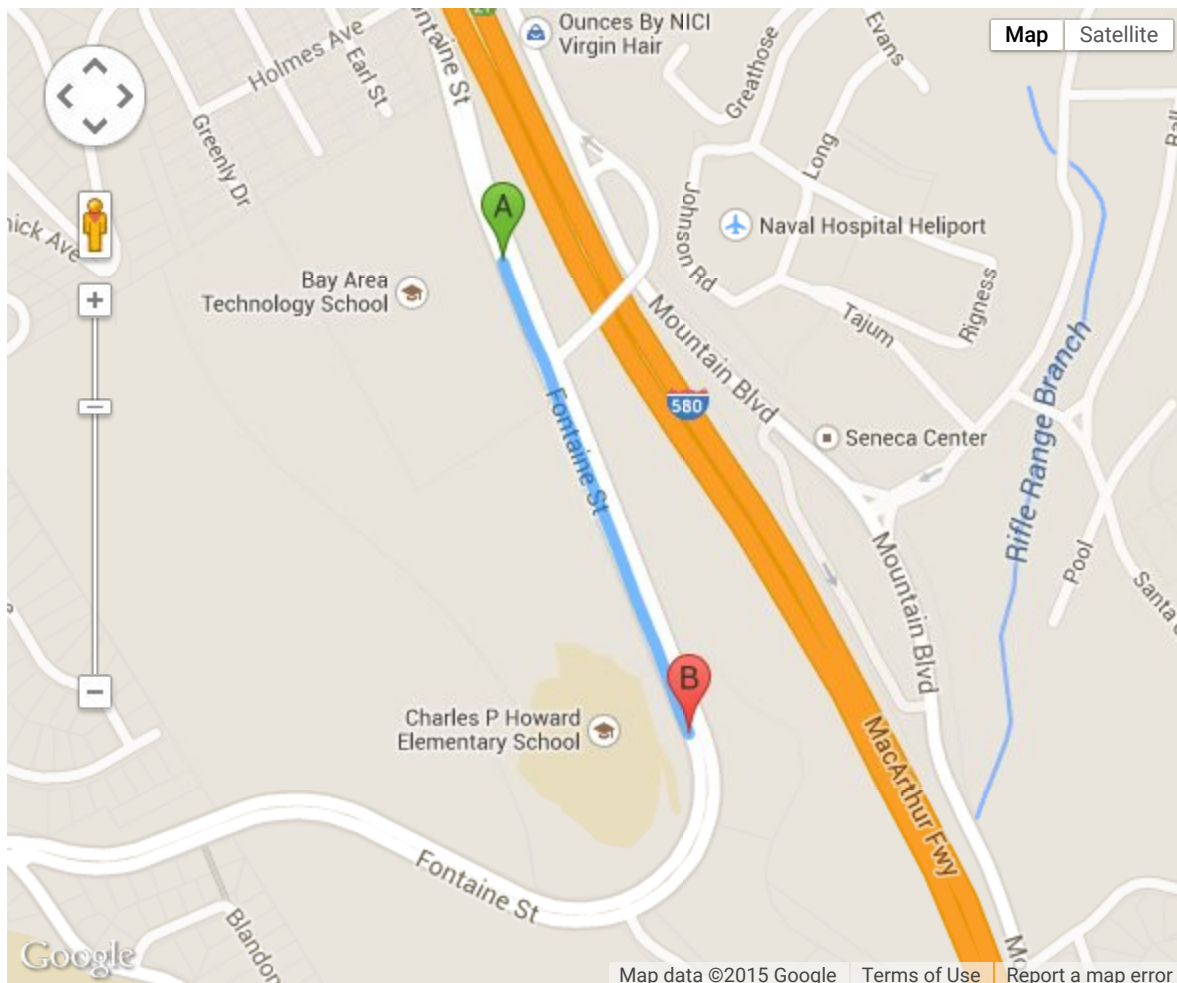 Fontaine St
Ounces By NICI
Virgin Hair
Map
Satellite
Holmes Ave
Earl St
Greenly Dr
Evans
Greathose
Long
Johnson Rd
Naval Hospital Heliport
A
Bay Area
Technology School
Rigness
Tajum
Mountain Blvd
580
Seneca Center
Rifle Range Branch
Fontaine St
Pool
Mountain Blvd
B
Charles P Howard
Elementary School
MacArthur Fwy
Fontaine St
Blandon
Google
Map data ©2015 Google
Terms of Use
Report a map error